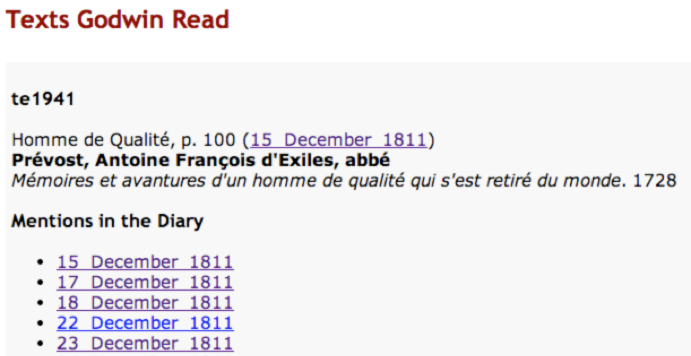 Texts Godwin Read
te1941
Homme de Qualité, p. 100 (15 December 1811)
Prévost, Antoine François d'Exiles, abbé
Mémoires et avantures d'un homme de qualité qui s'est retiré du monde. 1728
Mentions in the Diary
• 15 December 1811
• 17 December 1811
• 18 December 1811
• 22 December 1811
• 23 December 1811